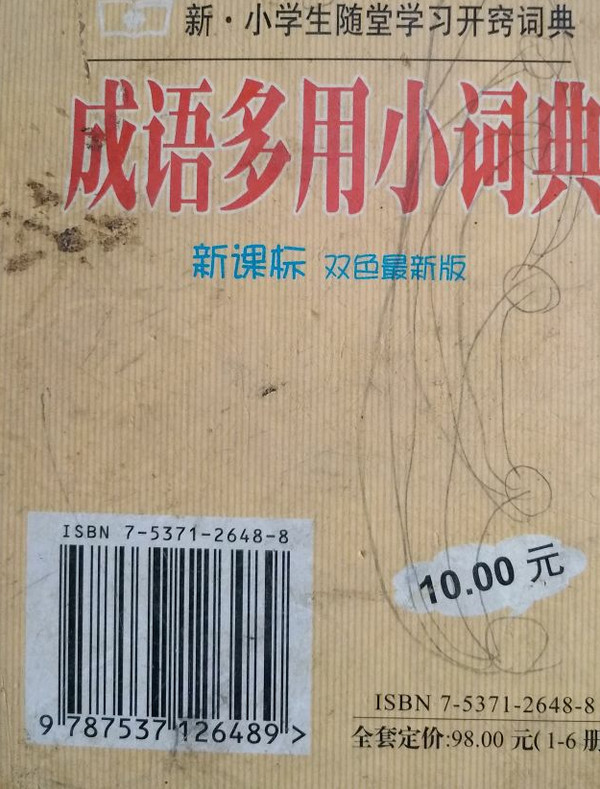 新·小学生随堂学习开窍词典
成语多用小词典
新课标 双色最新版
ISBN 7-5371-2648-8
9 787537 126489 >
10.00 元
ISBN 7-5371-2648-8
全套定价:98.00 元(1-6 册